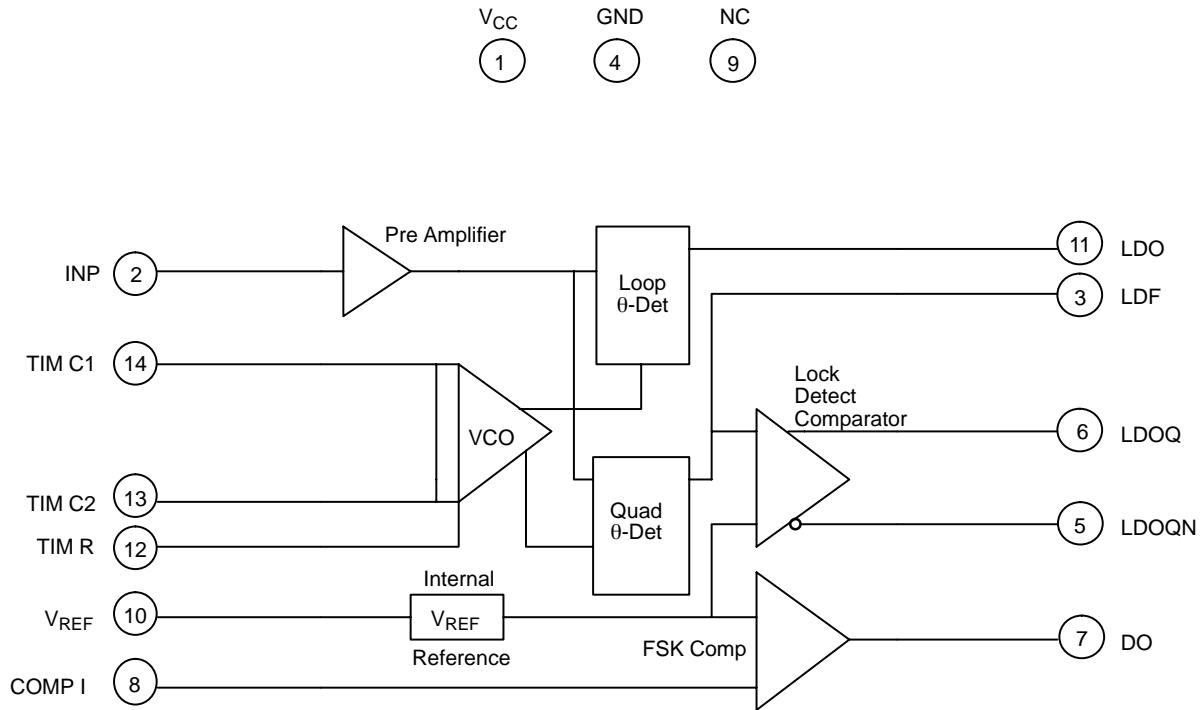 VCC GND NC
1 4 9
Pre Amplifier
11 LDO
INP 2
Loop
θ-Det
3 LDF
TIM C1 14
Lock
Detect
Comparator
VCO
6 LDOQ
TIM C2 13
Quad
θ-Det
5 LDOQN
TIM R 12
Internal
VREF 10
VREF
Reference
FSK Comp
7 DO
COMP I 8